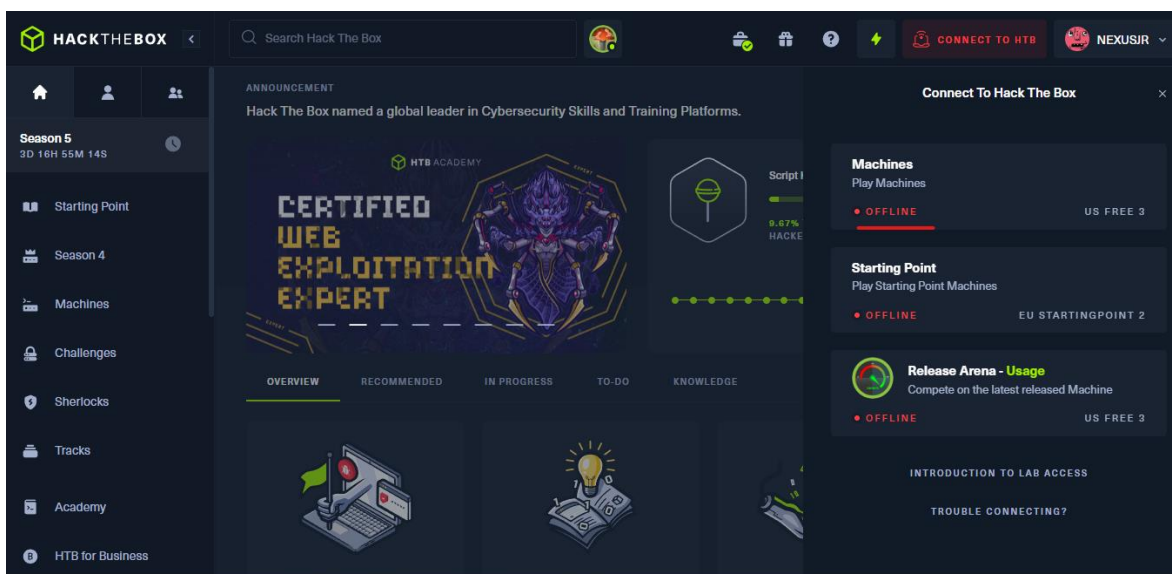 HACKTHEBOX
Search Hack The Box
CONNECT TO HTB
NEXUSJR
Season 5
3D 16H 55M 14S
Starting Point
Season 4
Machines
Challenges
Sherlocks
Tracks
Academy
HTB for Business
ANNOUNCEMENT
Hack The Box named a global leader in Cybersecurity Skills and Training Platforms.
HTB ACADEMY
CERTIFIED
WEB
EXPLOITATION
EXPERT
Script
9.67%
HACKE
OVERVIEW RECOMMENDED IN PROGRESS TO-DO KNOWLEDGE
Connect To Hack The Box
Machines
Play Machines
OFFLINE US FREE 3
Starting Point
Play Starting Point Machines
OFFLINE EU STARTINGPOINT 2
Release Arena - Usage
Compete on the latest released Machine
OFFLINE US FREE 3
INTRODUCTION TO LAB ACCESS
TROUBLE CONNECTING?